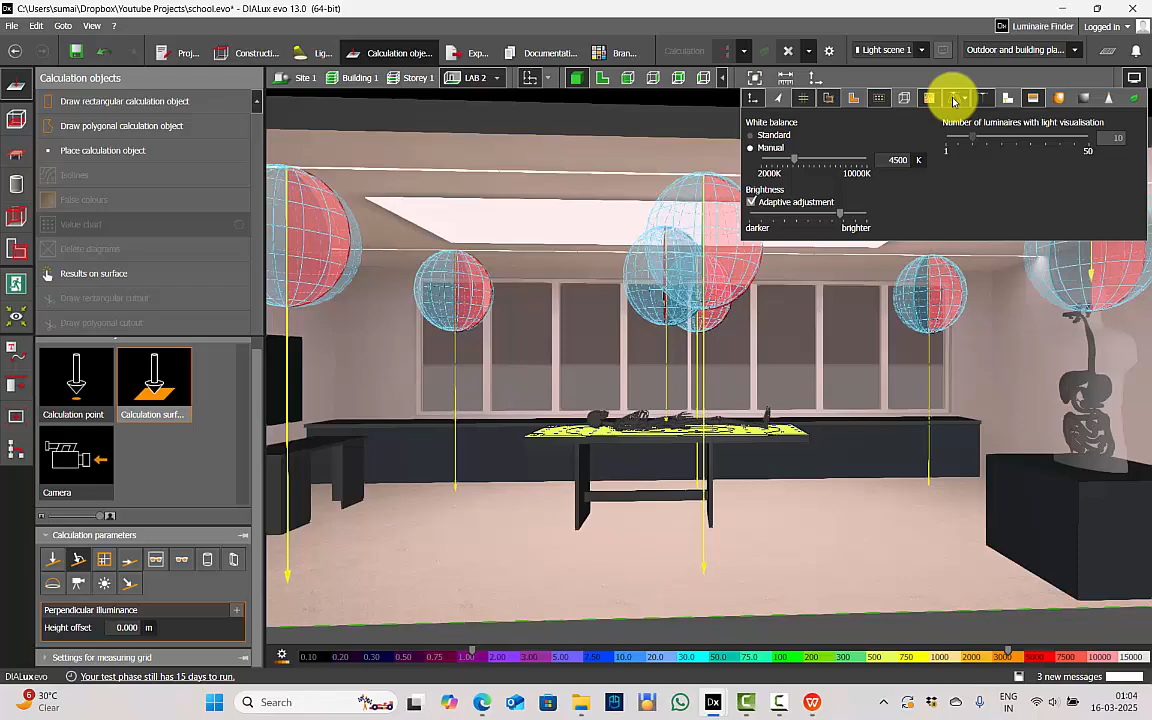 Dx C:\Users\sumai\Dropbox\Youtube Projects\school.evo* - DIALux evo 13.0 (64-bit)
File Edit Goto View ?
Dx Luminaire Finder Logged in
Proj... Constructi... Lig... Calculation obje... Exp... Documentati... Bran... Calculation Light scene 1 Outdoor and building pla...
Calculation objects
Site 1 Building 1 Storey 1 LAB 2
Draw rectangular calculation object
Draw polygonal calculation object
Place calculation object
Isolines
False colours
Value chart
Delete diagrams
Results on surface
Draw rectangular cutout
Draw polygonal cutout
White balance
Standard
Manual
4500 K
2000K 10000K
Brightness
Adaptive adjustment
darker brighter
Number of luminaires with light visualisation
10
1 50
Calculation point
Calculation surf...
Camera
Calculation parameters
Perpendicular illuminance
Height offset 0.000 m
Settings for measuring grid
0.10 0.20 0.30 0.50 0.75 1.00 2.00 3.00 5.00 7.50 10.0 20.0 30.0 50.0 75.0 100 200 300 500 750 1000 2000 3000 5000 7500 10000 15000
DIALux evo Your test phase still has 15 days to run. 3 new messages
6
30°C
Clear
Search
Dx
ENG
IN
01:04
16-03-2025